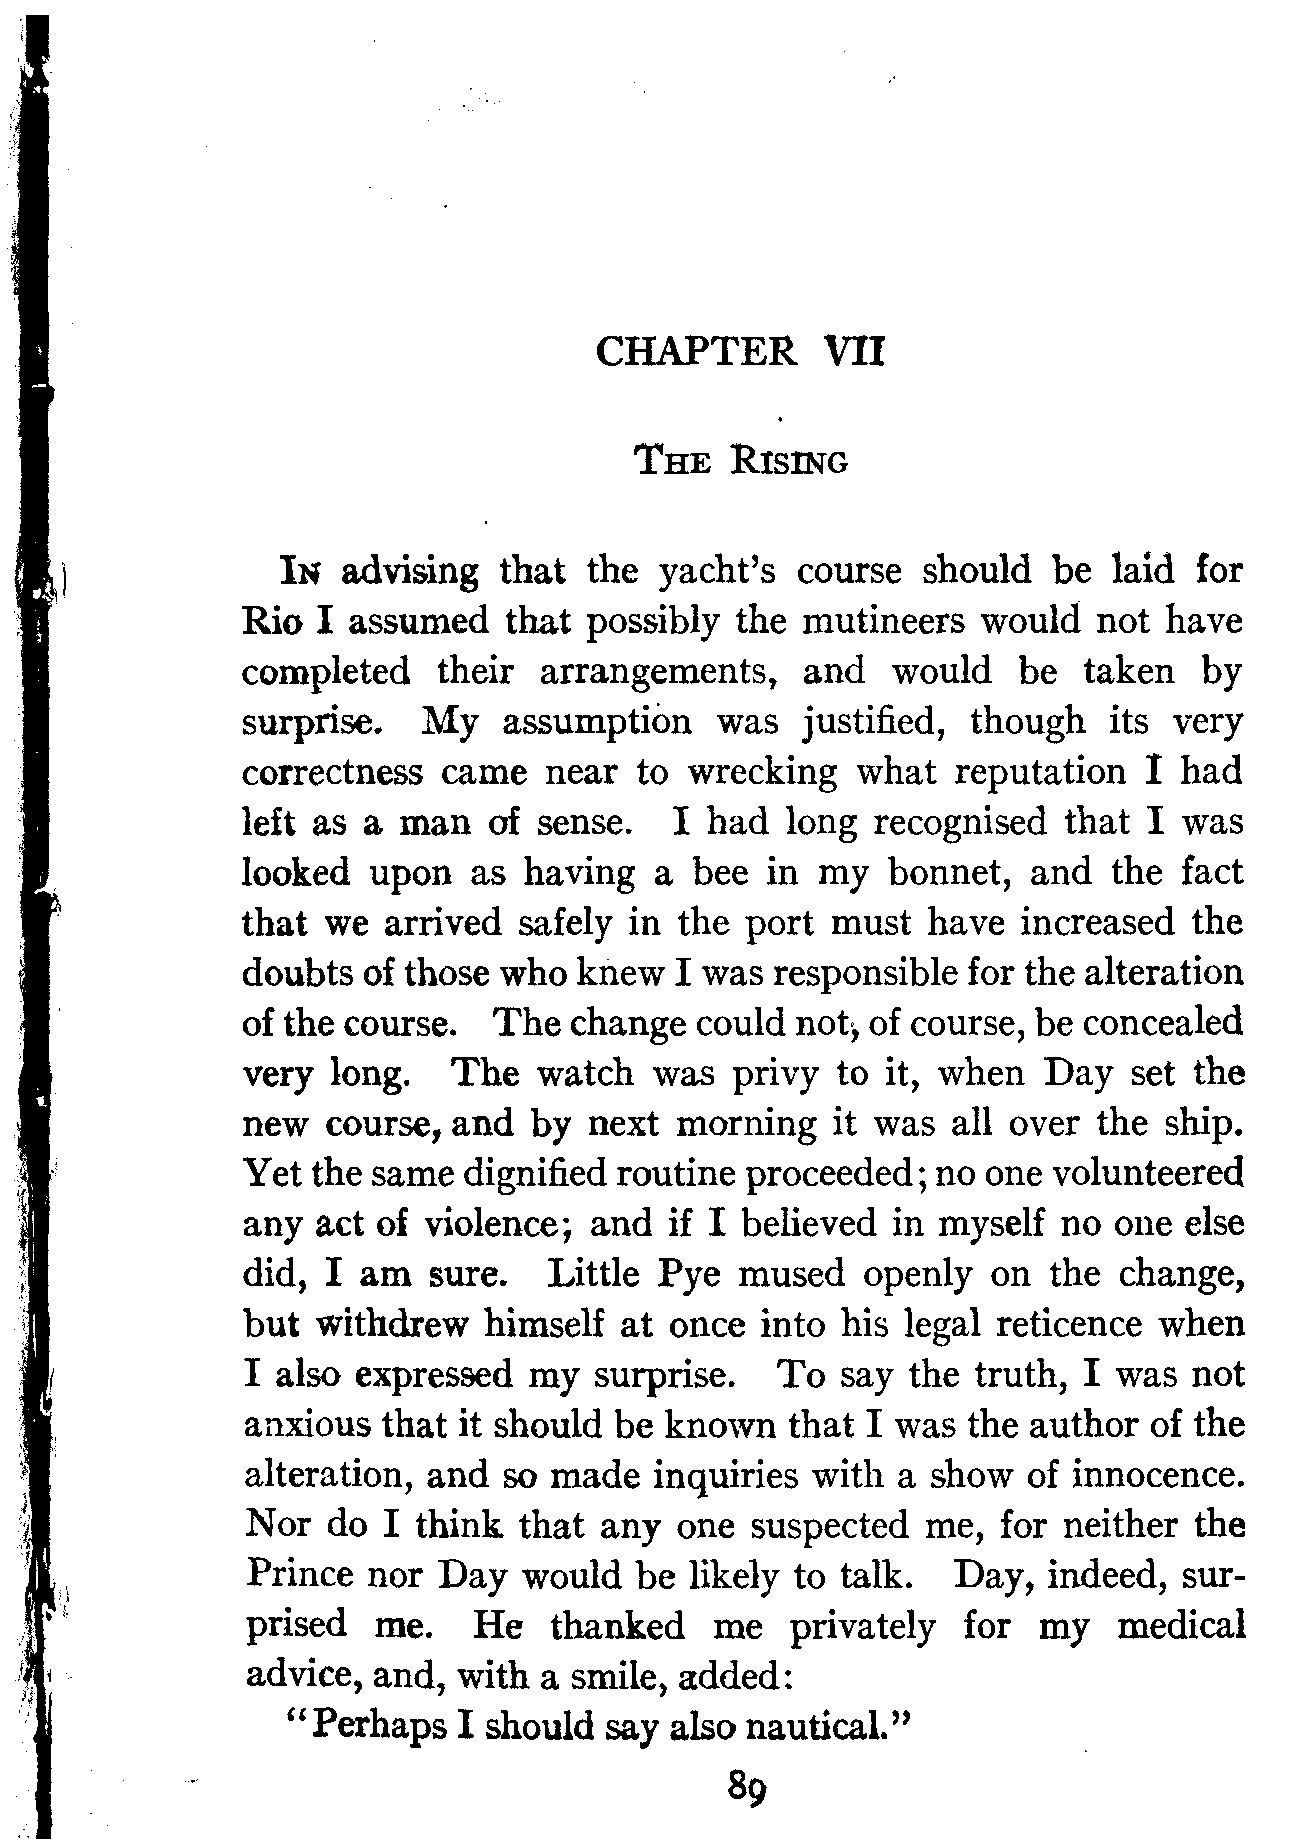 CHAPTER VII
THE RISING
IN advising that the yacht's course should be laid for
Rio I assumed that possibly the mutineers would not have
completed their arrangements, and would be taken by
surprise. My assumption was justified, though its very
correctness came near to wrecking what reputation I had
left as a man of sense. I had long recognised that I was
looked upon as having a bee in my bonnet, and the fact
that we arrived safely in the port must have increased the
doubts of those who knew I was responsible for the alteration
of the course. The change could not, of course, be concealed
very long. The watch was privy to it, when Day set the
new course, and by next morning it was all over the ship.
Yet the same dignified routine proceeded; no one volunteered
any act of violence; and if I believed in myself no one else
did, I am sure. Little Pye mused openly on the change,
but withdrew himself at once into his legal reticence when
I also expressed my surprise. To say the truth, I was not
anxious that it should be known that I was the author of the
alteration, and so made inquiries with a show of innocence.
Nor do I think that any one suspected me, for neither the
Prince nor Day would be likely to talk. Day, indeed, sur-
prised me. He thanked me privately for my medical
advice, and, with a smile, added:
"Perhaps I should say also nautical."
89